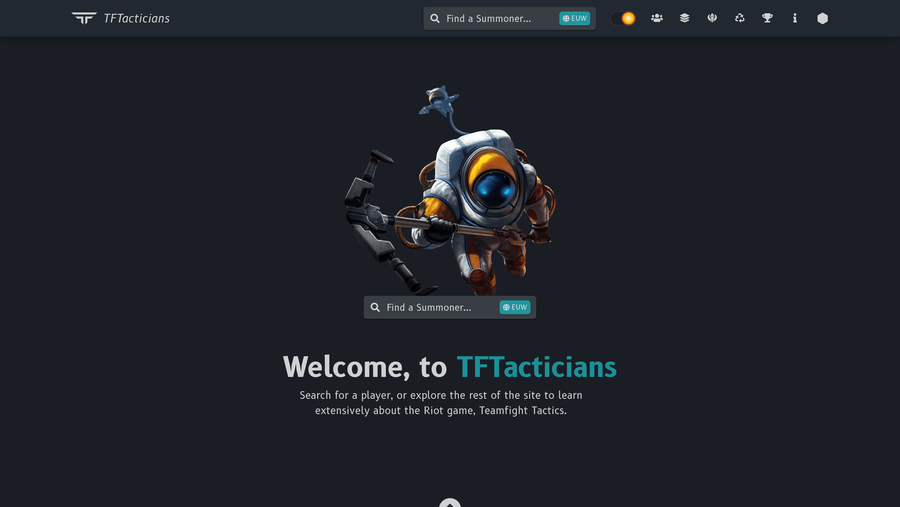 TFTacticians
Find a Summoner...
EUW
Find a Summoner...
EUW
Welcome, to TFTacticians
Search for a player, or explore the rest of the site to learn
extensively about the Riot game, Teamfight Tactics.